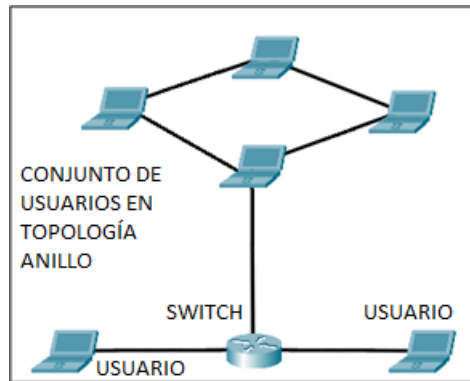 CONJUNTO DE
USUARIOS EN
TOPOLOGÍA
ANILLO
SWITCH
USUARIO
USUARIO